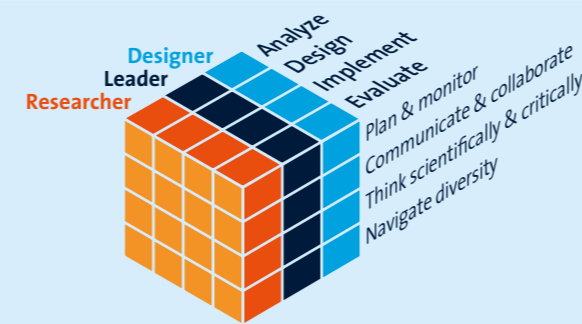 Designer
Leader
Researcher
Analyze
Design
Implement
Evaluate
Plan & monitor
Communicate & collaborate
Think scientifically & critically
Navigate diversity